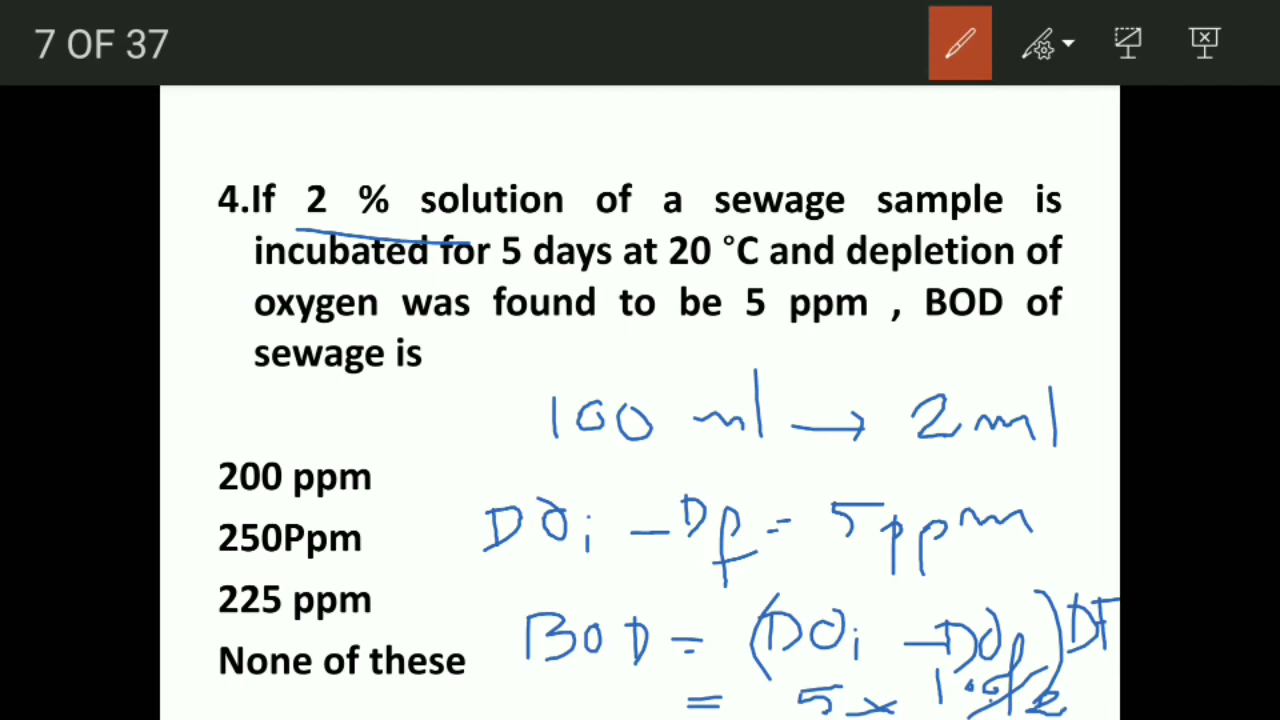 7 OF 37
4.If 2 % solution of a sewage sample is
incubated for 5 days at 20 °C and depletion of
oxygen was found to be 5 ppm , BOD of
sewage is
100 ml → 2 ml
200 ppm
DOi - Df = 5 ppm
250Ppm
225 ppm
BOD = (DOi - DOf) DF
None of these
= 5 x 100/2